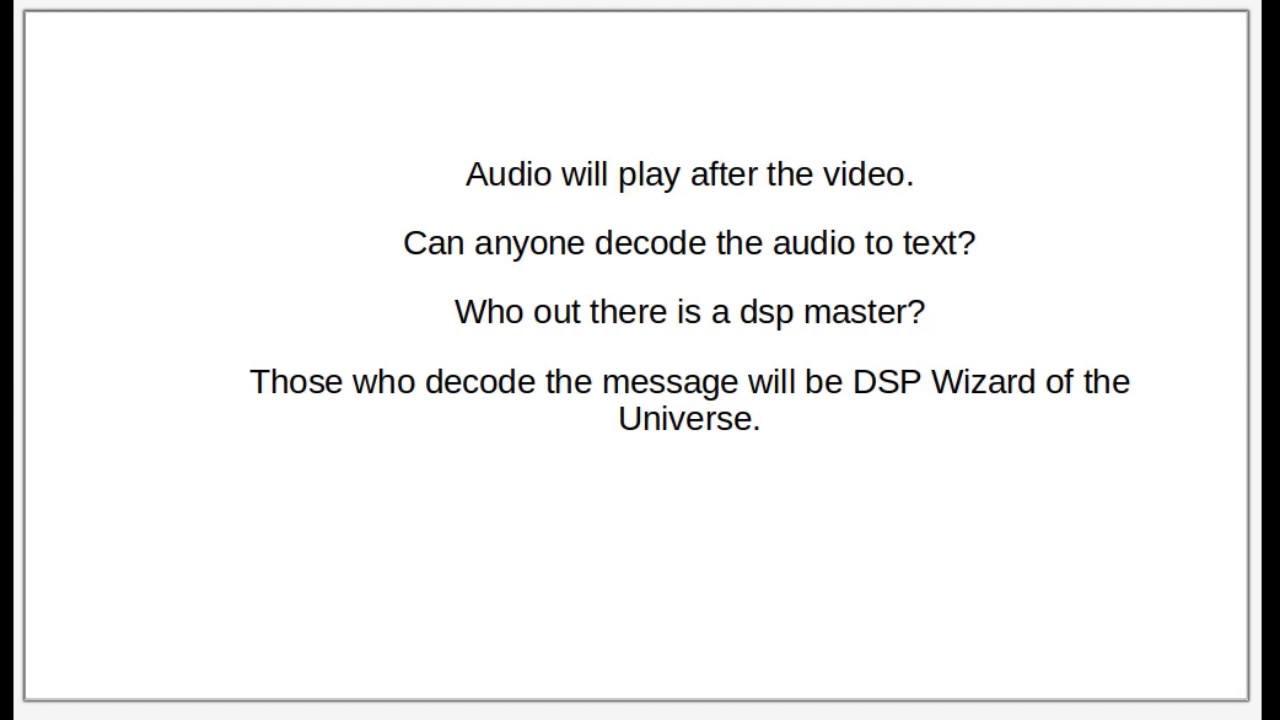 Audio will play after the video.
Can anyone decode the audio to text?
Who out there is a dsp master?
Those who decode the message will be DSP Wizard of the
Universe.